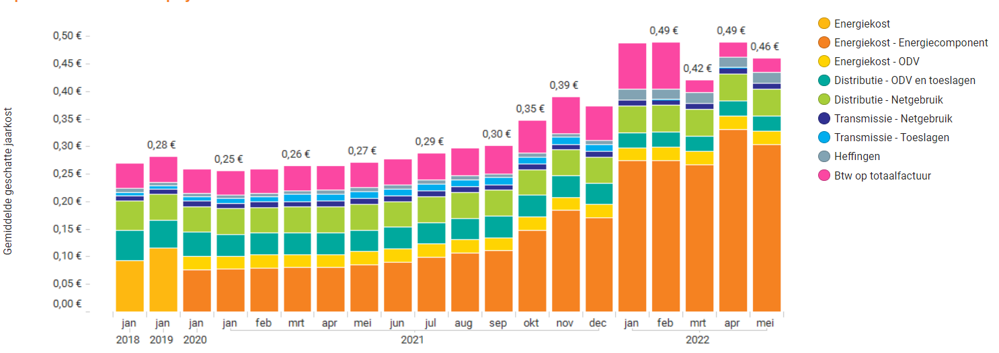 Gemiddelde geschatte jaarkost
0,50 €
0,45 €
0,40 €
0,35 €
0,30 €
0,25 €
0,20 €
0,15 €
0,10 €
0,05 €
0,00 €
0,28 €
0,25 €
0,26 €
0,27 €
0,29 €
0,30 €
0,35 €
0,39 €
0,49 €
0,42 €
0,49 €
0,46 €
jan jan jan jan feb mrt apr mei jun jul aug sep okt nov dec jan feb mrt apr mei
2018 2019 2020 2021 2022
Energiekost
Energiekost - Energiecomponent
Energiekost - ODV
Distributie - ODV en toeslagen
Distributie - Netgebruik
Transmissie - Netgebruik
Transmissie - Toeslagen
Heffingen
Btw op totaalfactuur